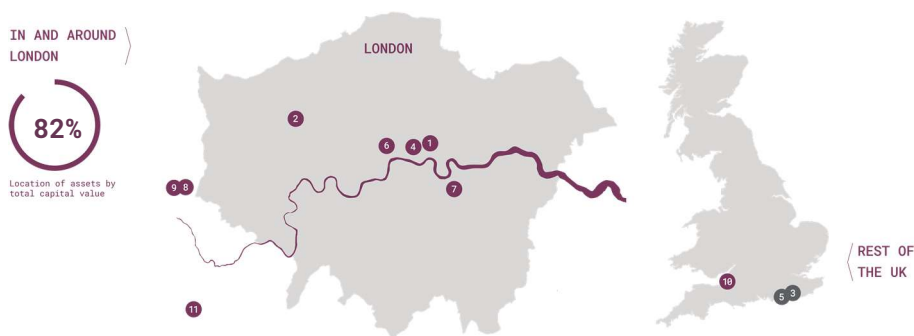 IN AND AROUND
LONDON
82%
Location of assets by
total capital value
LONDON
2
6
4
1
7
9
8
11
10
5
3
REST OF
THE UK